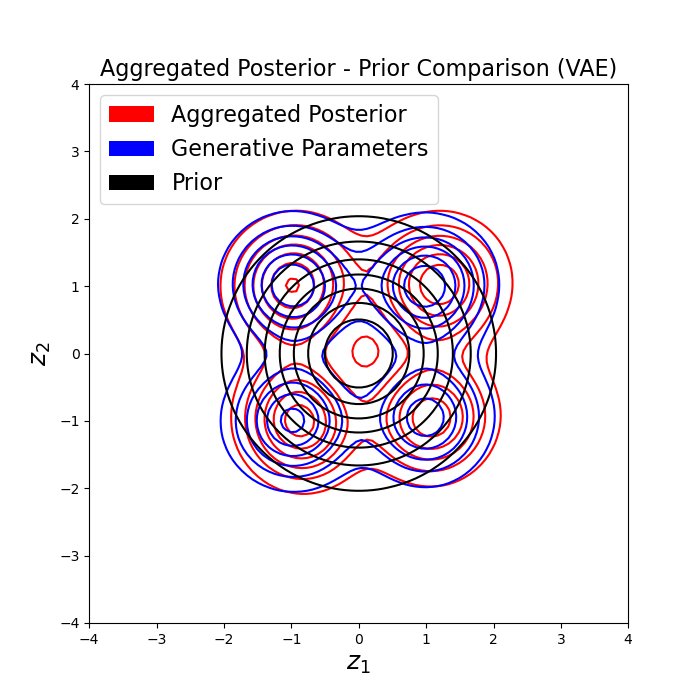 Aggregated Posterior - Prior Comparison (VAE)
4
Aggregated Posterior
3
Generative Parameters
Prior
2
1
0
z2
−1
−2
−3
−4
−4 −3 −2 −1 0 1 2 3 4
z1